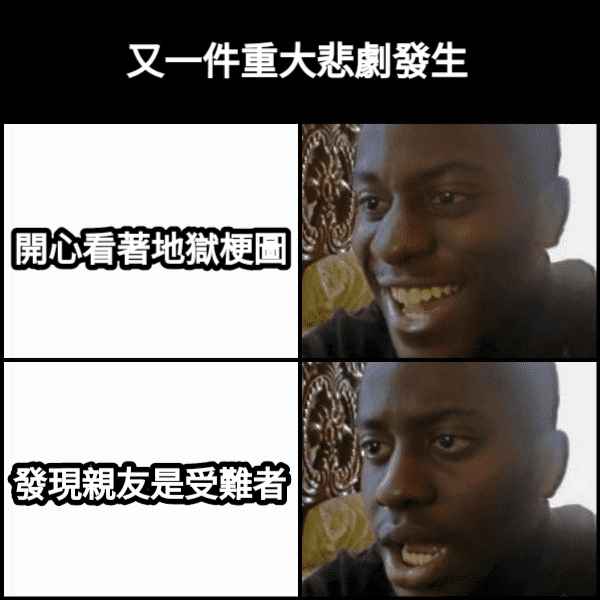 又一件重大悲劇發生
開心看著地獄梗圖
發現親友是受難者